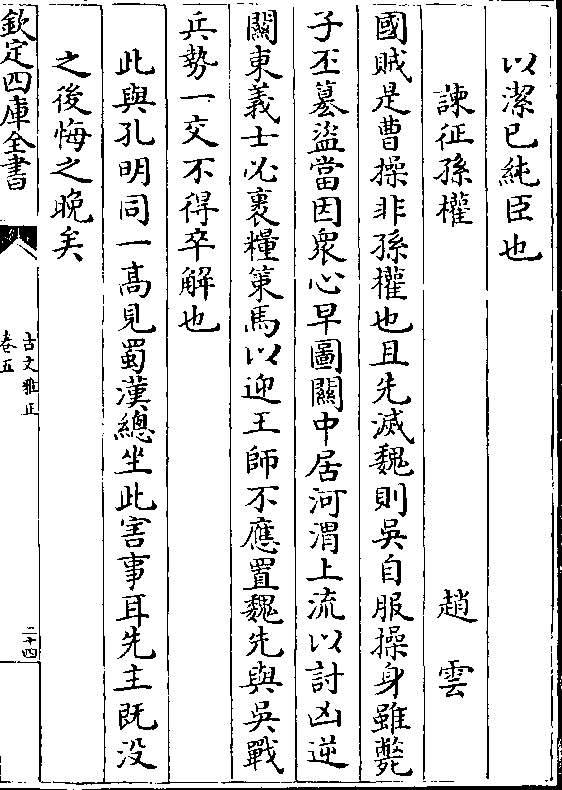 以潔已純臣也
諫征孫權
趙雲
國賊是曹操非孫權也且先滅魏則吳自服操身雖斃
子丕篡盜當因衆心早圖關中居河渭上流以討凶逆
關東義士必裹糧策馬以迎王師不應置魏先與吳戰
兵勢一交不得卒解也
此與孔明同一高見蜀漢總坐此害事耳先主既没
之後悔之晚矣
欽定四庫全書
古文雅正
卷五
二十四